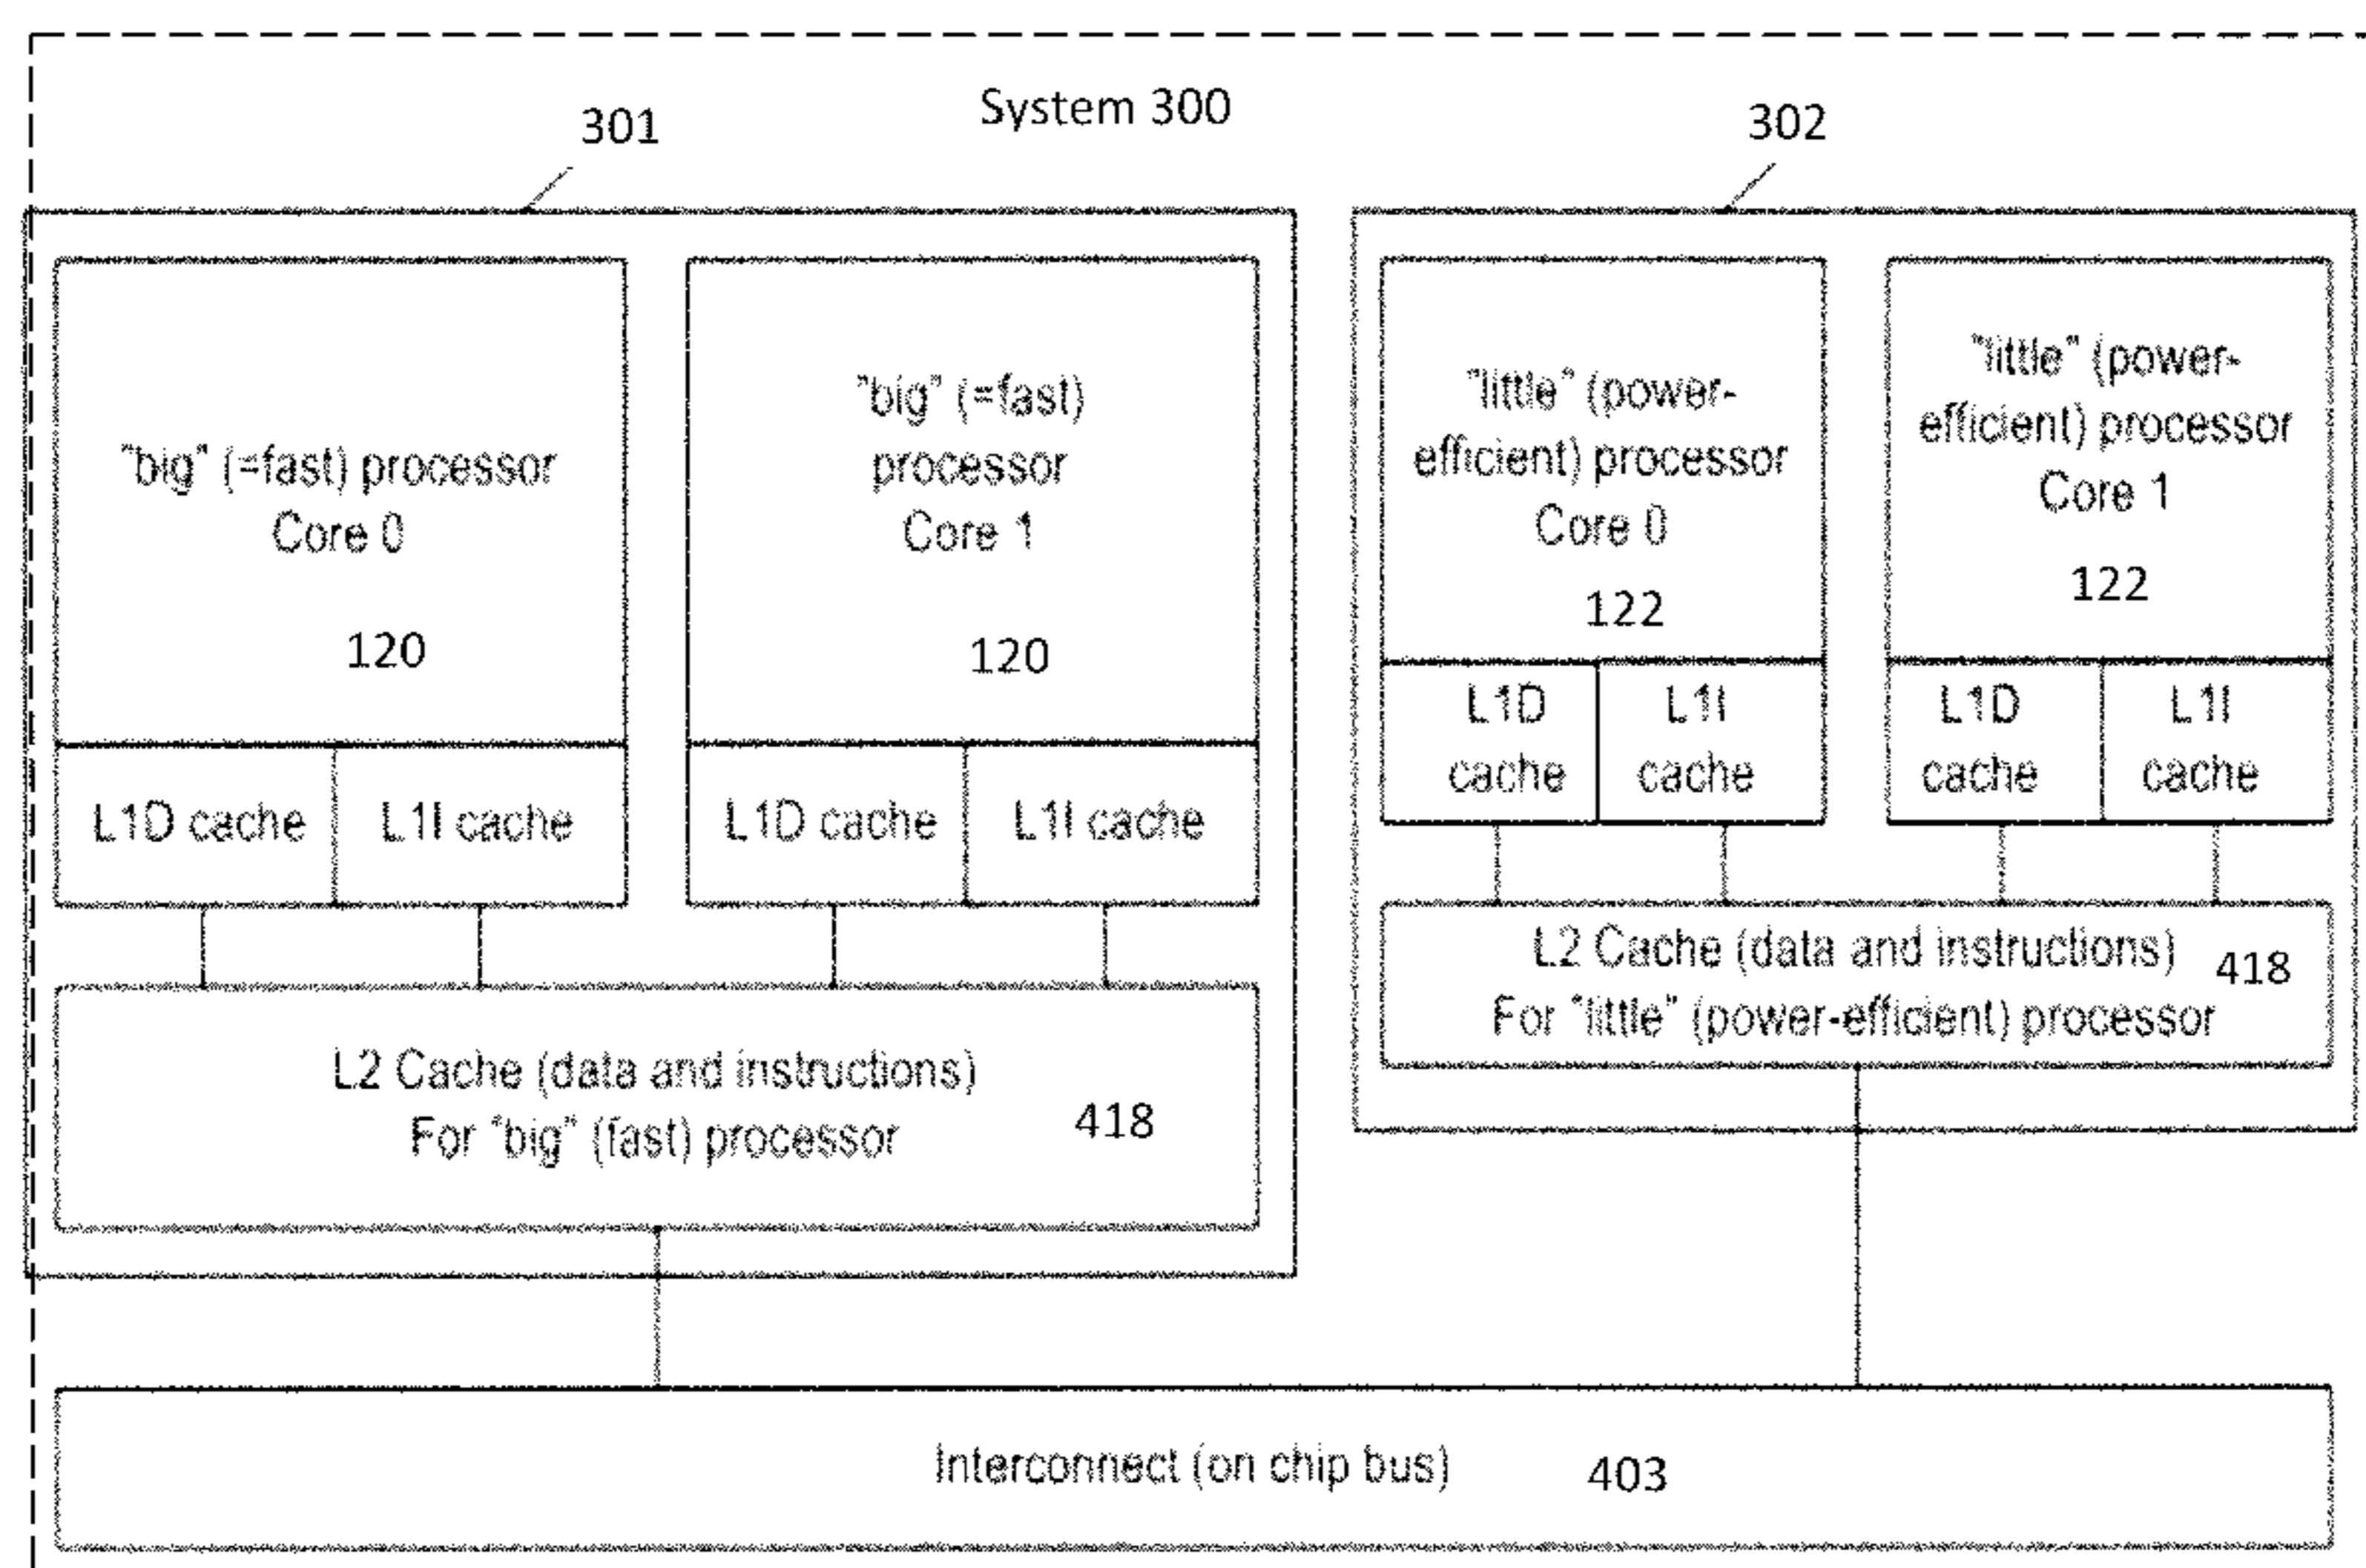 System 300
301
302
"big" (=fast) processor
Core 0
120
"big" (=fast)
processor
Core 1
120
"little" (power-
efficient) processor
Core 0
122
"little" (power-
efficient) processor
Core 1
122
L1D cache
L1I cache
L1D cache
L1I cache
L1D
cache
L1I
cache
L1D
cache
L1I
cache
L2 Cache (data and instructions)
For "big" (fast) processor
418
L2 Cache (data and instructions)
For "little" (power-efficient) processor
418
Interconnect (on chip bus) 403